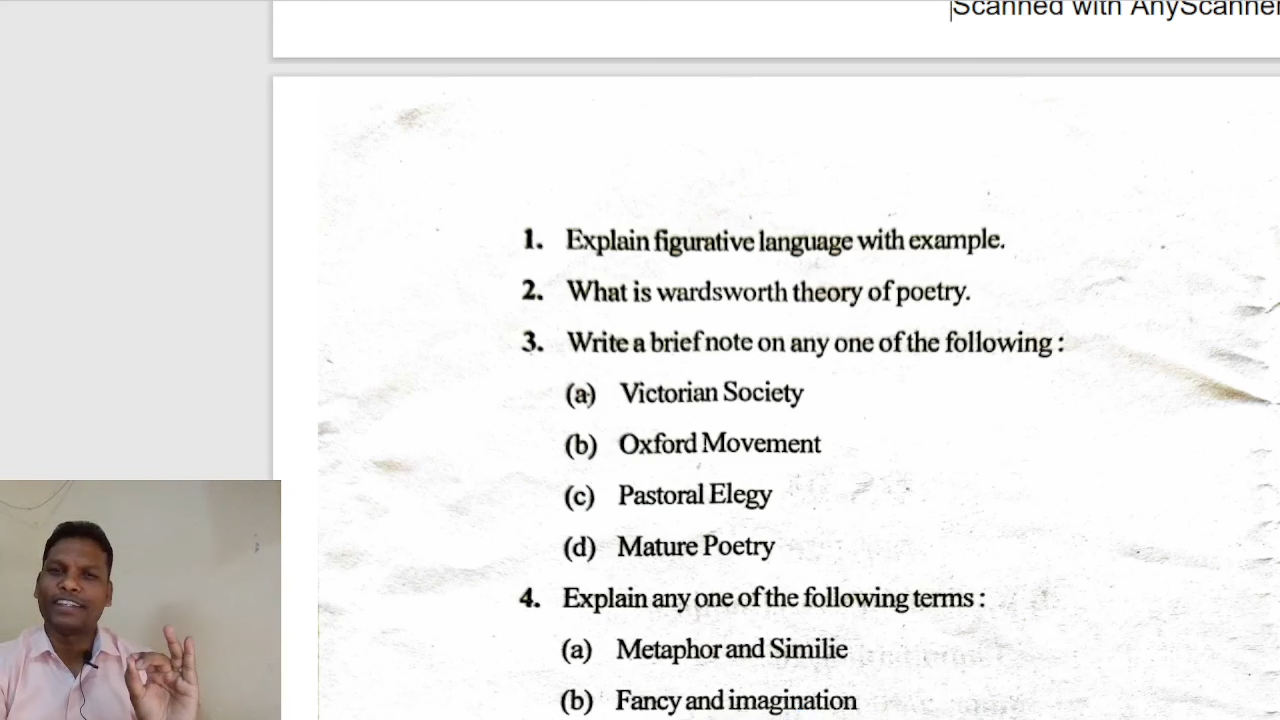 Scanned with AnyScanner
1. Explain figurative language with example.
2. What is wardsworth theory of poetry.
3. Write a brief note on any one of the following :
(a) Victorian Society
(b) Oxford Movement
(c) Pastoral Elegy
(d) Mature Poetry
4. Explain any one of the following terms :
(a) Metaphor and Similie
(b) Fancy and imagination